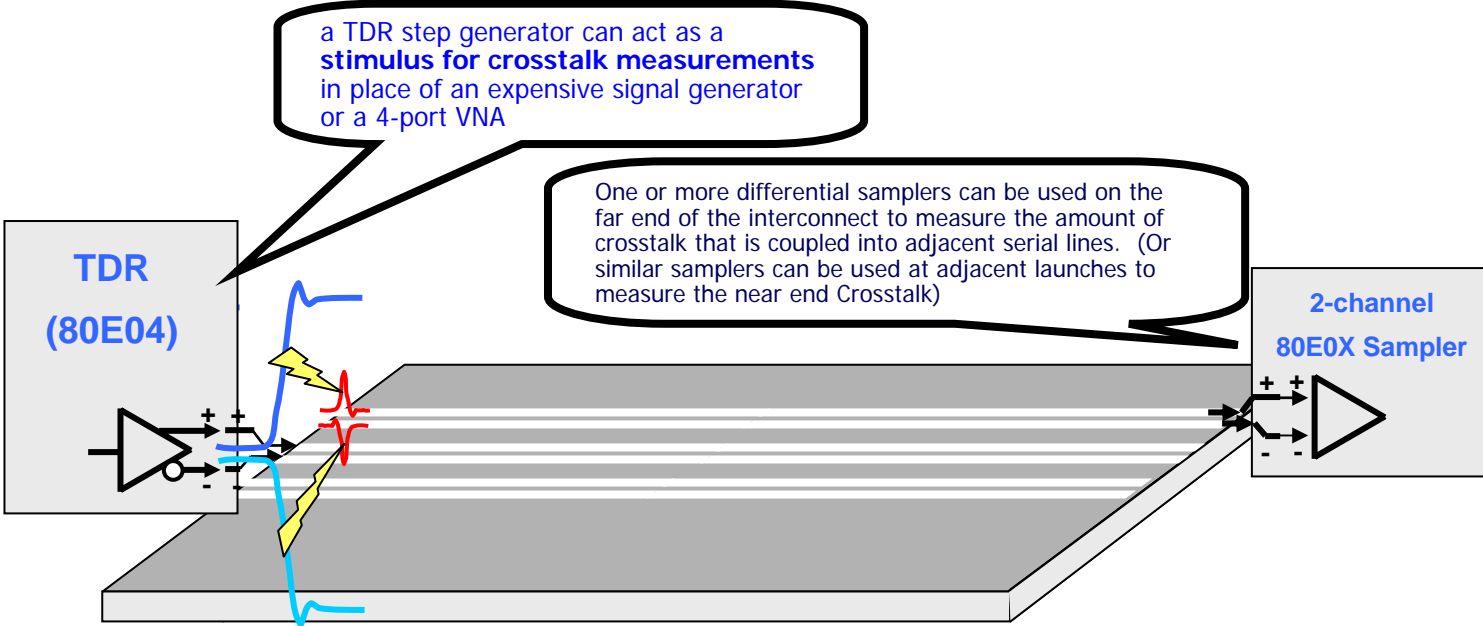 a TDR step generator can act as a
stimulus for crosstalk measurements
in place of an expensive signal generator
or a 4-port VNA
One or more differential samplers can be used on the
far end of the interconnect to measure the amount of
crosstalk that is coupled into adjacent serial lines.  (Or
similar samplers can be used at adjacent launches to
measure the near end Crosstalk)
TDR
(80E04)
+ +
- -
2-channel
80E0X Sampler
+ +
- -